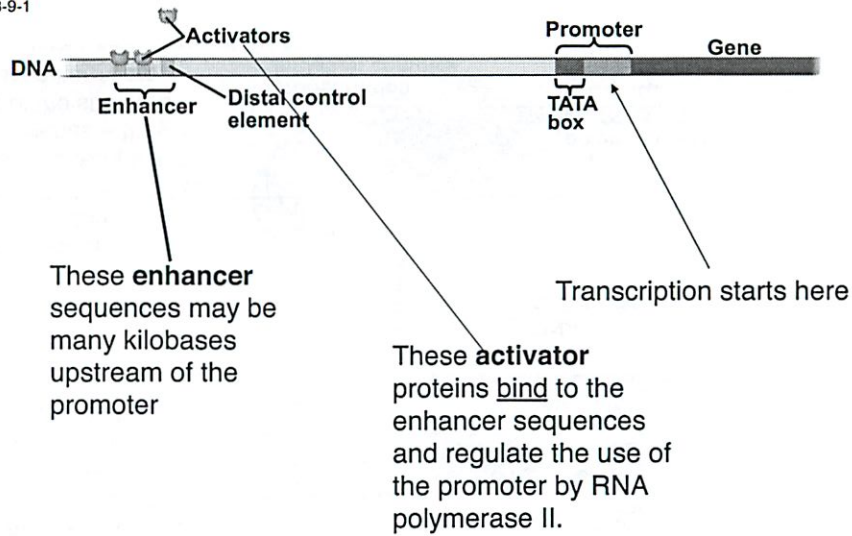 -9-1
Activators
Promoter
Gene
DNA
Enhancer
Distal control
element
TATA
box
These enhancer
sequences may be
many kilobases
upstream of the
promoter
Transcription starts here
These activator
proteins bind to the
enhancer sequences
and regulate the use of
the promoter by RNA
polymerase II.